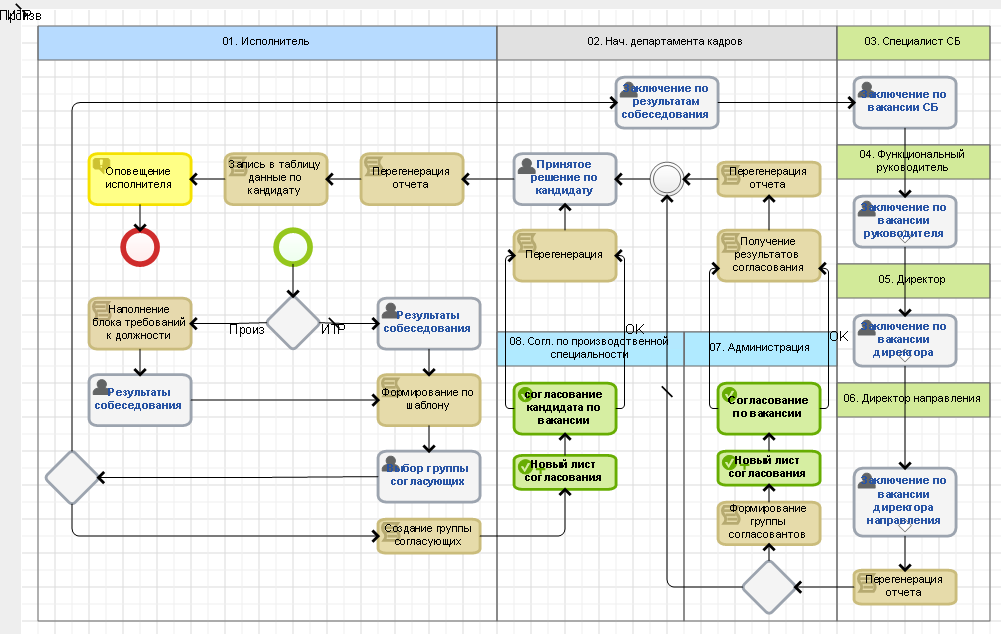 01. Исполнитель
02. Нач. департамента кадров
03. Специалист СБ
Заключение по
результатам
собеседования
Заключение по
вакансии СБ
Оповещение
исполнителя
Запись в таблицу
данные по
кандидату
Перегенерация
отчета
Принятое
решение по
кандидату
Перегенерация
отчета
04. Функциональный
руководитель
Заключение по
вакансии
руководителя
Перегенерация
Получение
результатов
согласования
05. Директор
Наполнение
блока требований
к должности
Произ
ИТР
Результаты
собеседования
OK
OK
Заключение по
вакансии
директора
08. Согл. по производственной
специальности
07. Администрация
Результаты
собеседования
Формирование по
шаблону
согласование
кандидата по
вакансии
Согласование
по вакансии
06. Директор направления
Выбор группы
согласующих
Новый лист
согласования
Новый лист
согласования
Заключение по
вакансии
директора
направления
Создание группы
согласующих
Формирование
группы
согласовантов
Перегенерация
отчета